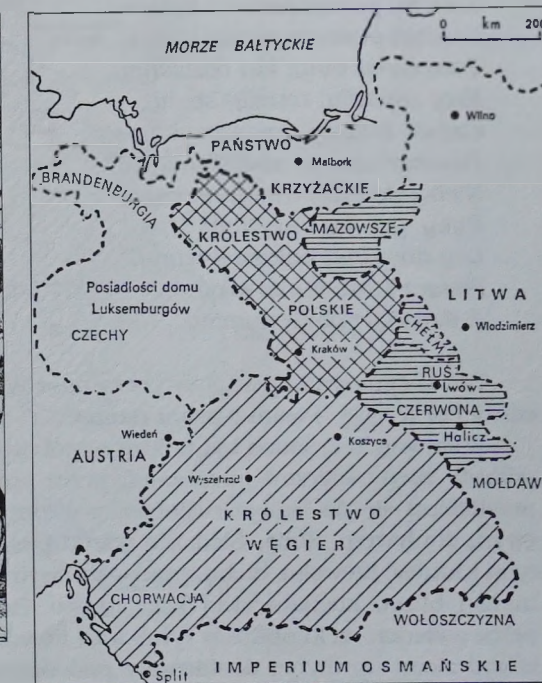 0 km 200
MORZE BAŁTYCKIE
Wilno
PAŃSTWO
Malbork
BRANDENBURGIA
KRZYŻACKIE
KRÓLESTWO
MAZOWSZE
Posiadłości domu
Luksemburgów
POLSKIE
LITWA
CHEŁM
Włodzimierz
CZECHY
Kraków
RUŚ
Lwów
CZERWONA
Wiedeń
Koszyce
Halicz
AUSTRIA
Wyszehrad
MOŁDAW
KRÓLESTWO
WĘGIER
CHORWACJA
WOŁOSZCZYZNA
IMPERIUM OSMAŃSKIE
Split